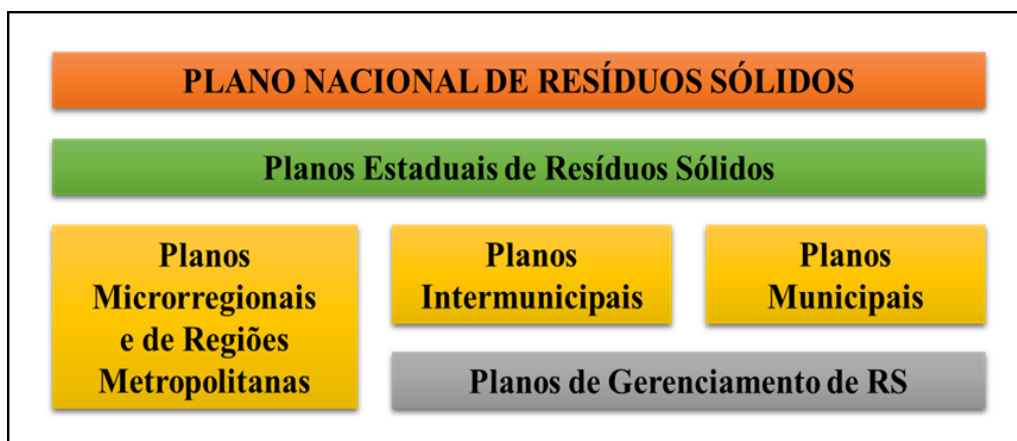 PLANO NACIONAL DE RESÍDUOS SÓLIDOS
Planos Estaduais de Resíduos Sólidos
Planos
Microrregionais
e de Regiões
Metropolitanas
Planos
Intermunicipais
Planos
Municipais
Planos de Gerenciamento de RS